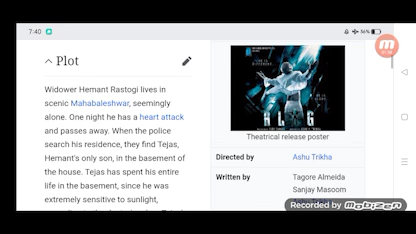 7:40
56%
Plot
Widower Hemant Rastogi lives in
scenic Mahabaleshwar, seemingly
alone. One night he has a heart attack
and passes away. When the police
search his residence, they find Tejas,
Hemant's only son, in the basement of
the house. Tejas has spent his entire
life in the basement, since he was
extremely sensitive to sunlight,
Theatrical release poster
Directed by
Ashu Trikha
Written by
Tagore Almeida
Sanjay Masoom
Recorded by MOBIZEN